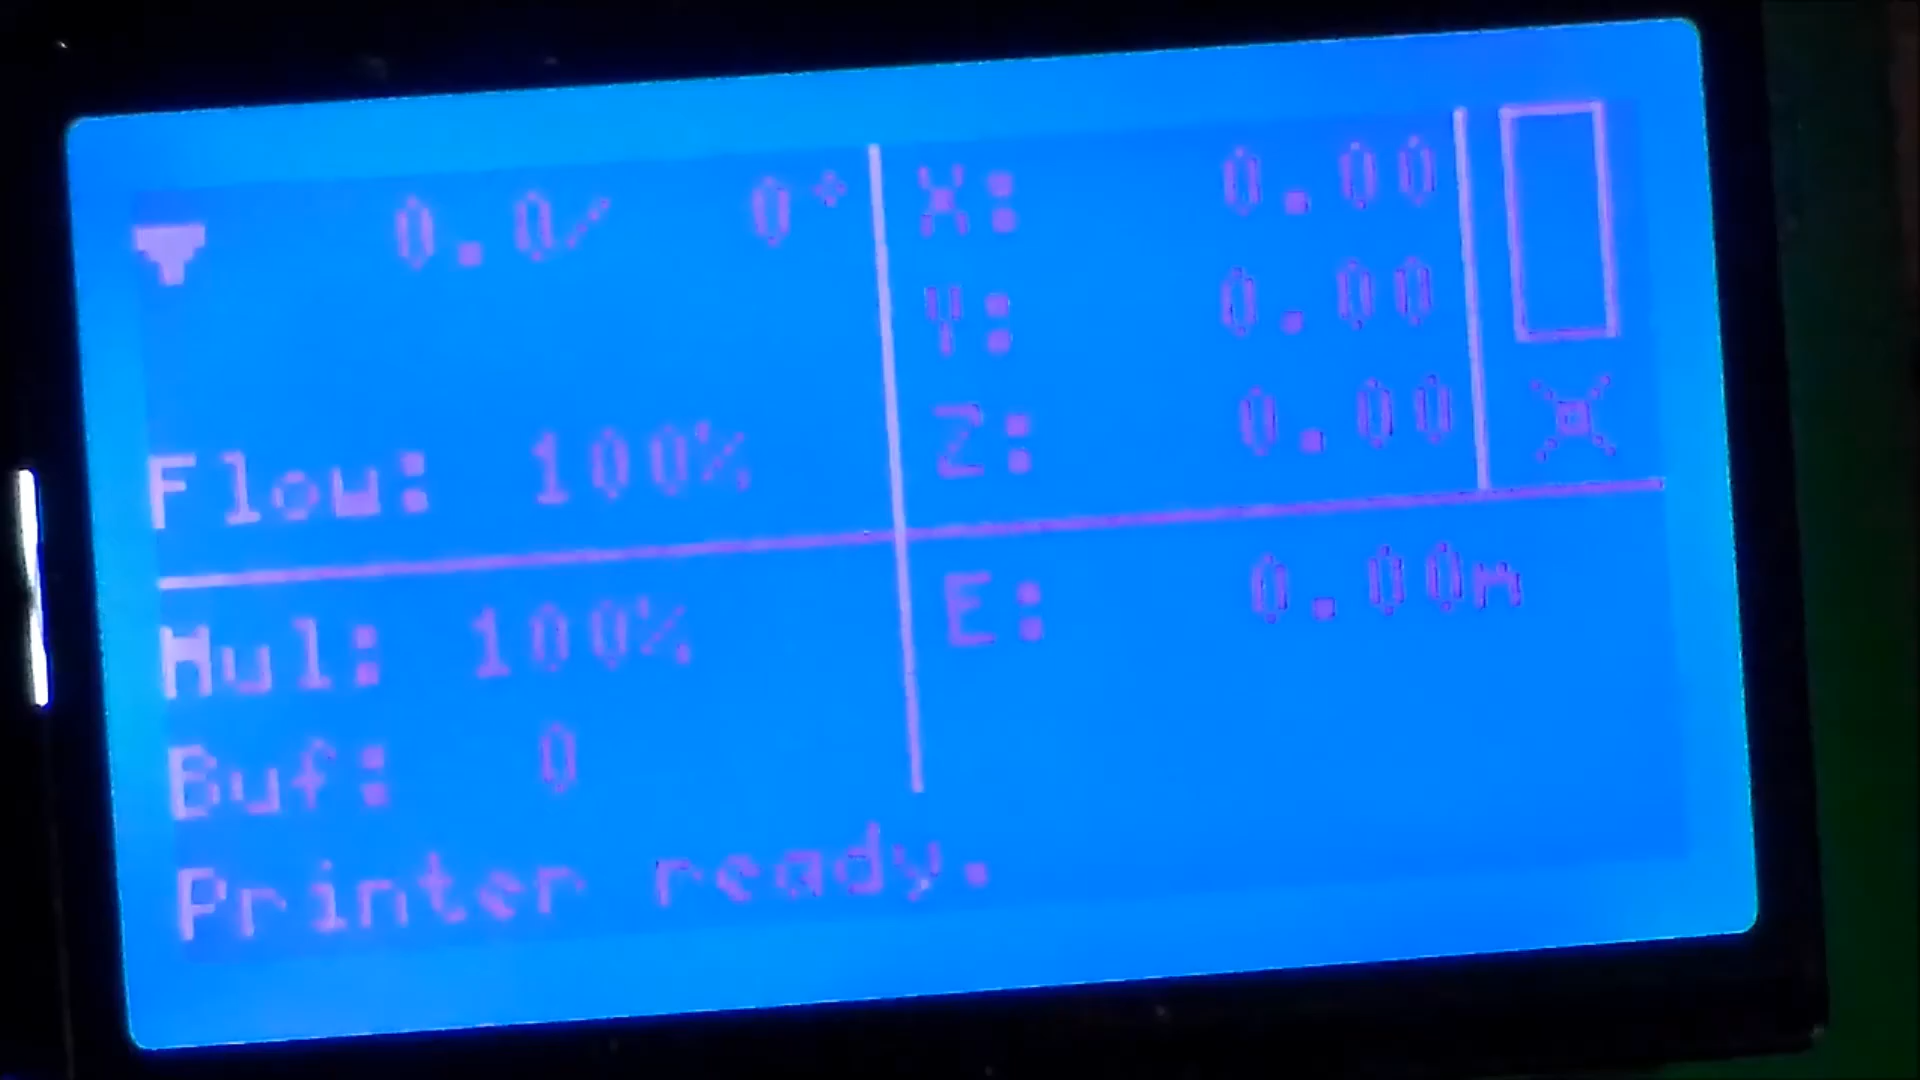 0.0/ 0°
X: 0.00
Y: 0.00
Z: 0.00
Flow: 100%
Mul: 100%
E: 0.00m
Buf: 0
Printer ready.